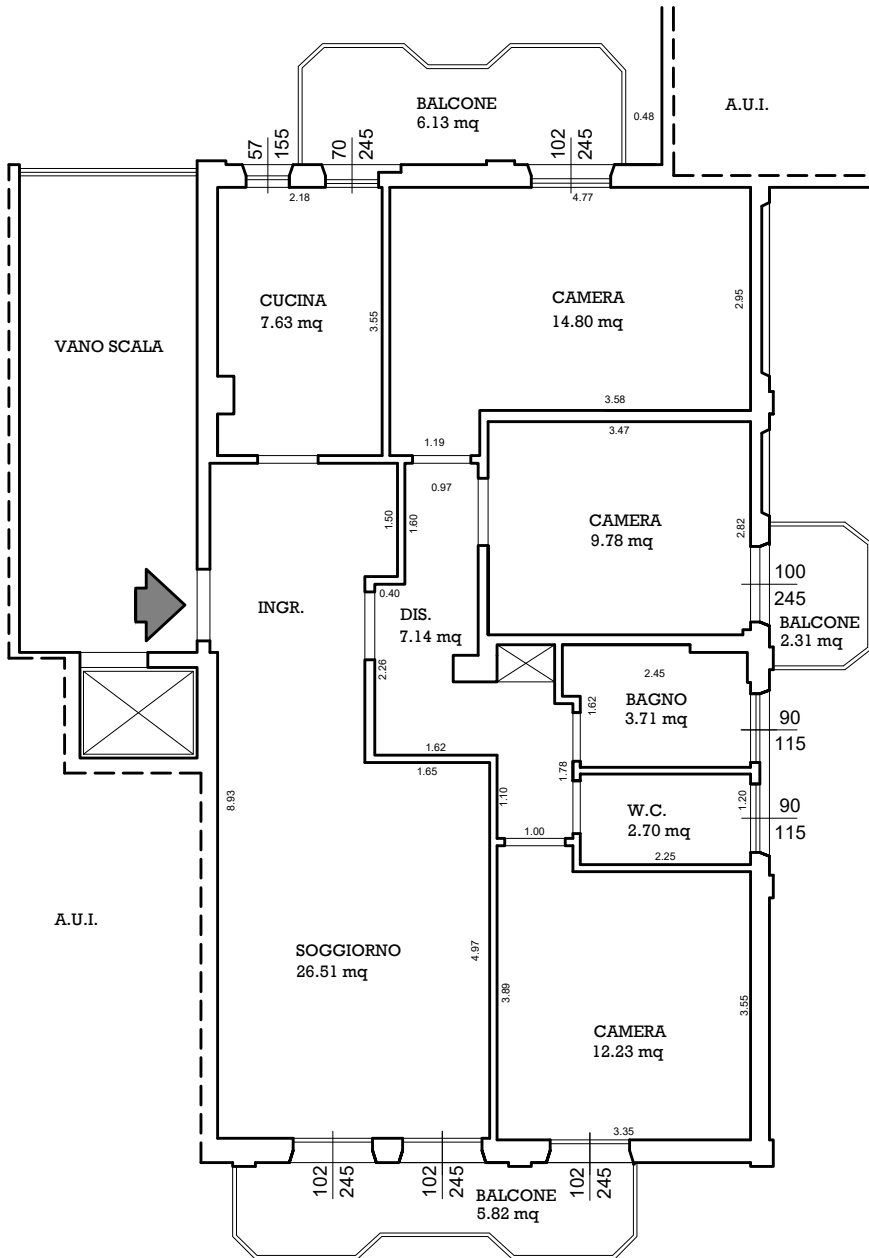 BALCONE
6.13 mq
A.U.I.
0.48
57
155
70
245
102
245
2.18
4.77
CUCINA
7.63 mq
3.55
CAMERA
14.80 mq
2.95
VANO SCALA
3.58
3.47
1.19
0.97
1.50
1.60
CAMERA
9.78 mq
2.82
100
245
BALCONE
2.31 mq
INGR.
0.40
DIS.
7.14 mq
2.26
2.45
BAGNO
3.71 mq
1.62
90
115
1.62
1.65
1.78
8.93
1.10
W.C.
2.70 mq
1.20
90
115
1.00
2.25
A.U.I.
SOGGIORNO
26.51 mq
4.97
3.89
3.55
CAMERA
12.23 mq
3.35
102
245
102
245
102
245
BALCONE
5.82 mq